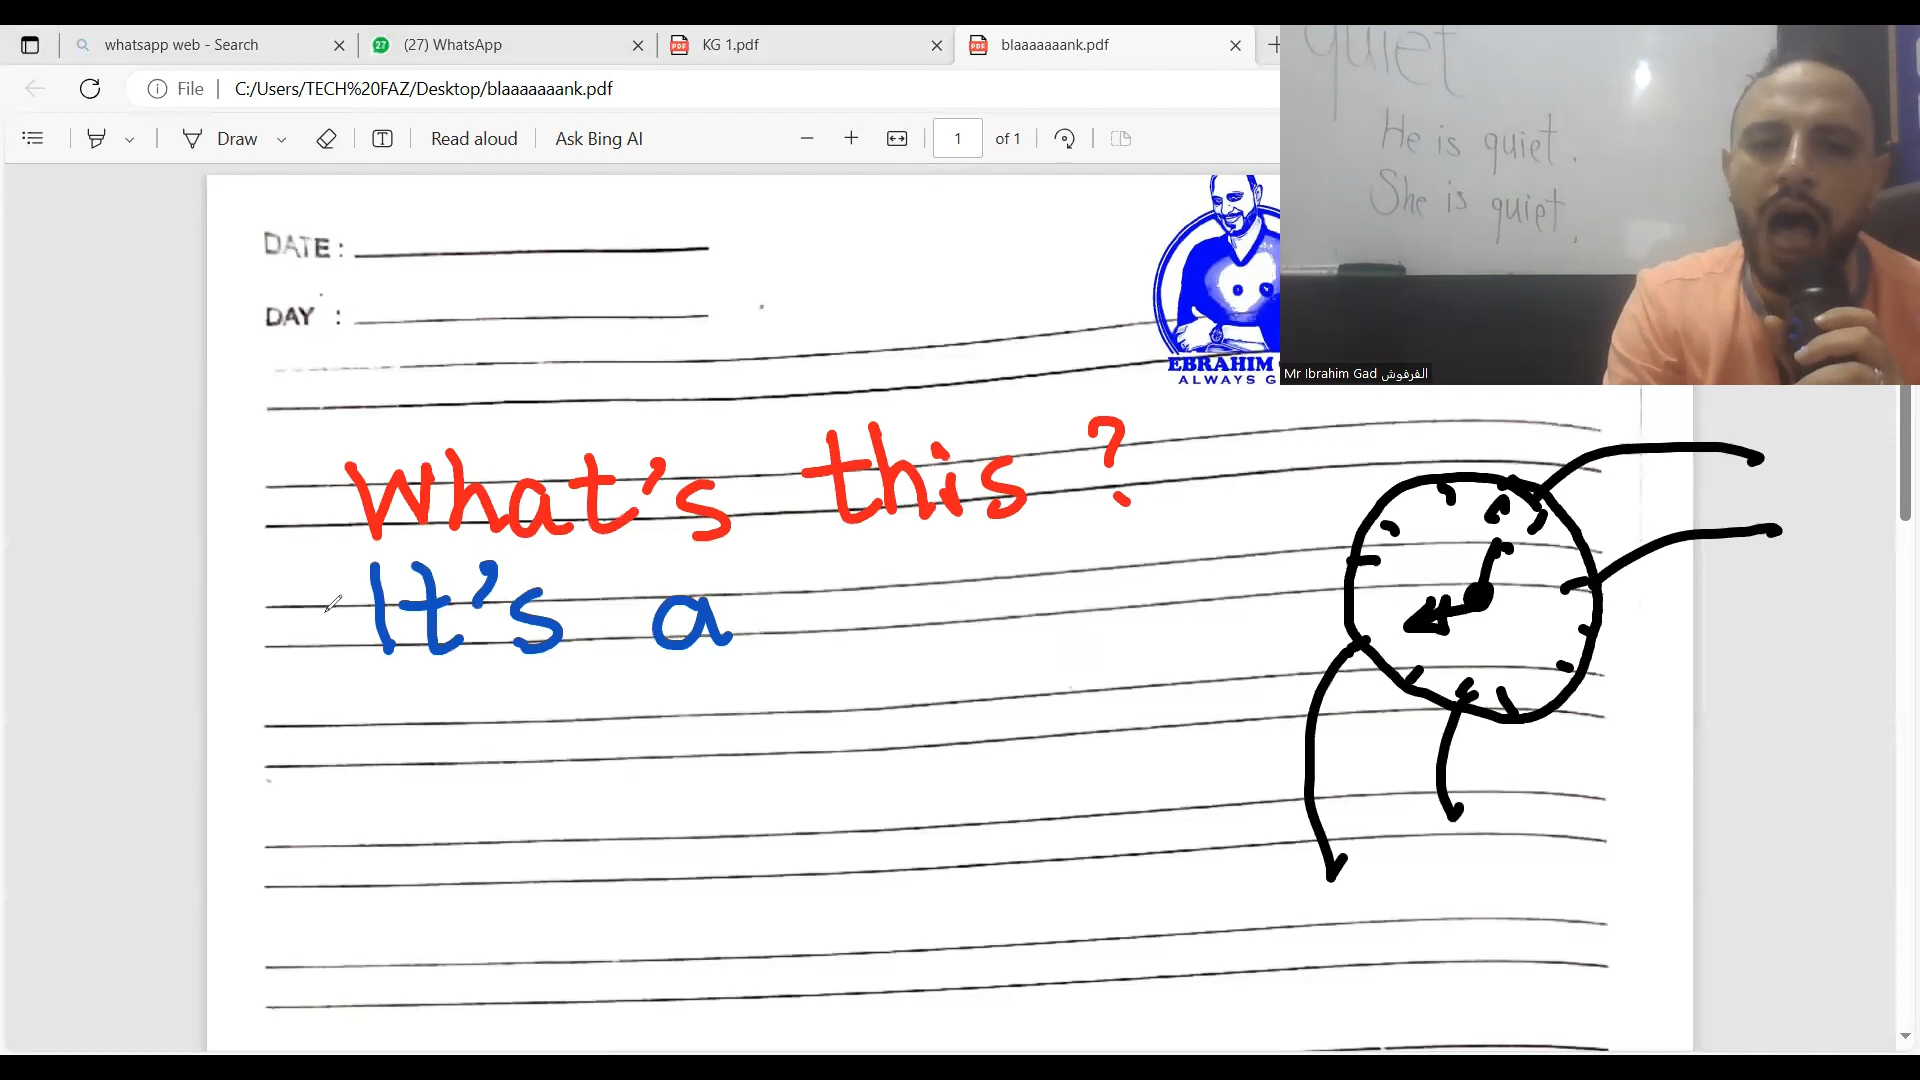 whatsapp web - Search
(27) WhatsApp
KG 1.pdf
blaaaaaaank.pdf
File
C:/Users/TECH%20FAZ/Desktop/blaaaaaaank.pdf
Draw
Read aloud
Ask Bing AI
1 of 1
quiet
He is quiet.
She is quiet.
Mr Ibrahim Gad الفرفوش
DATE:
DAY :
EBRAHIM
ALWAYS G
What's this?
It's a